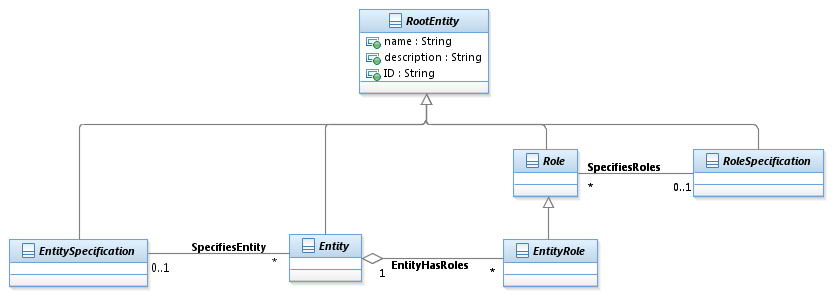 RootEntity
name : String
description : String
ID : String
Role
RoleSpecification
SpecifiesRoles
*
0..1
EntitySpecification
SpecifiesEntity
0..1
*
Entity
EntityHasRoles
1
*
EntityRole